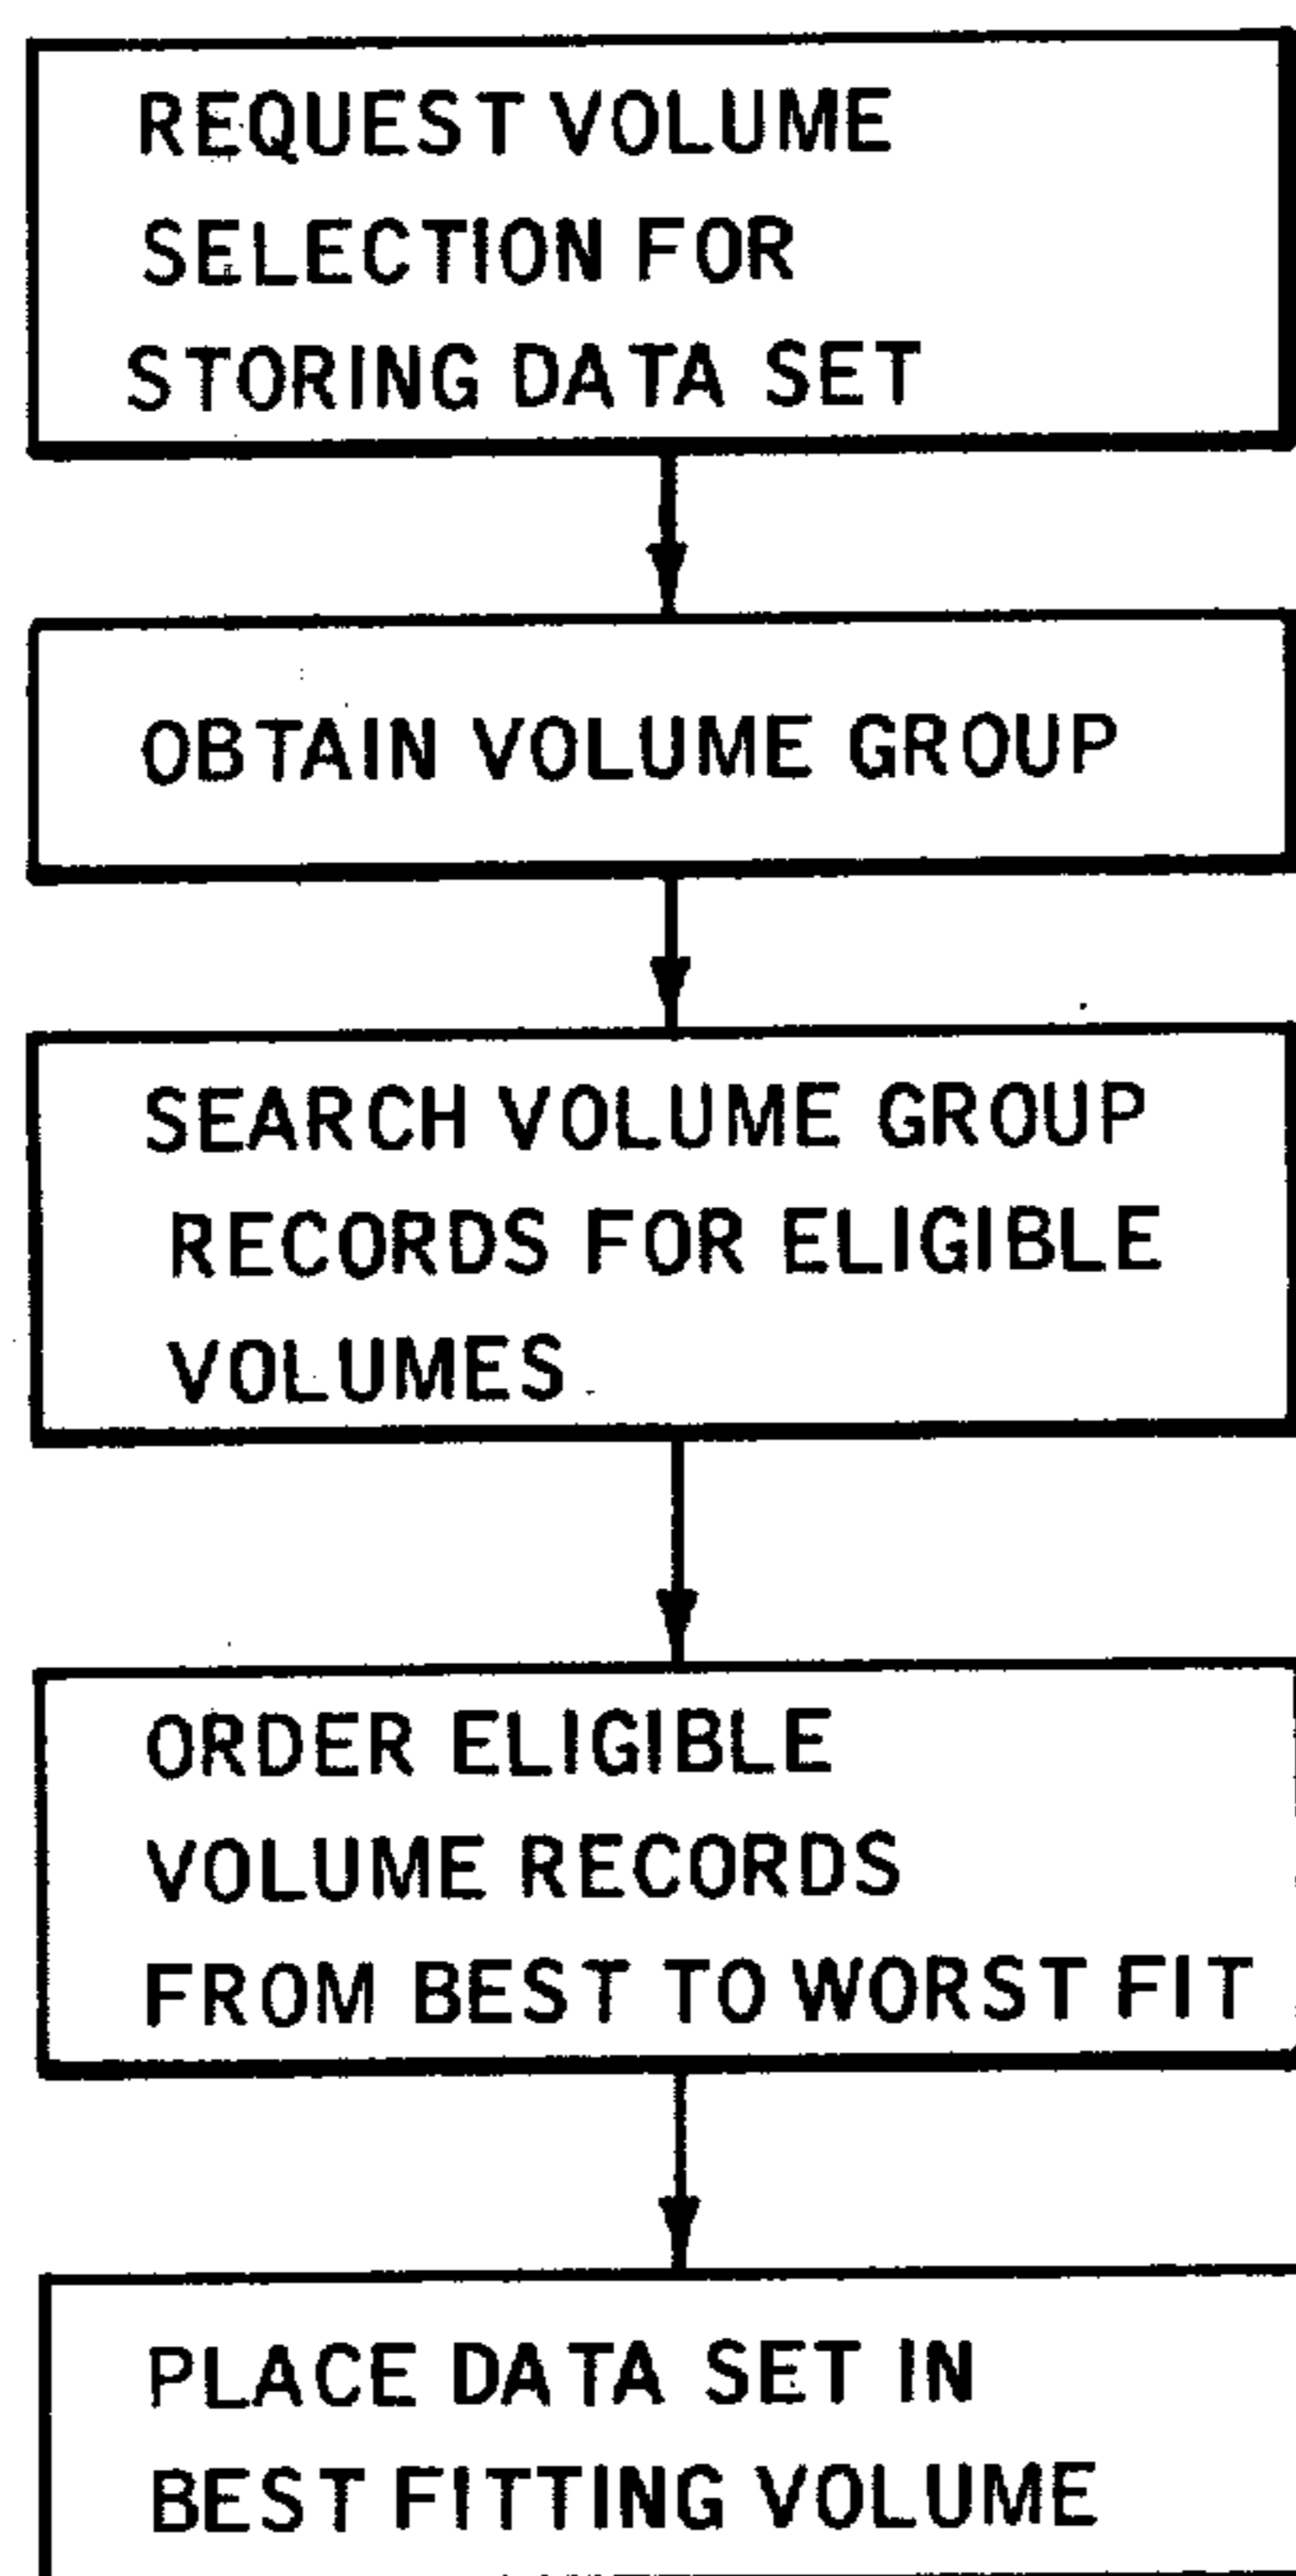 REQUEST VOLUME
SELECTION FOR
STORING DATA SET
OBTAIN VOLUME GROUP
SEARCH VOLUME GROUP
RECORDS FOR ELIGIBLE
VOLUMES
ORDER ELIGIBLE
VOLUME RECORDS
FROM BEST TO WORST FIT
PLACE DATA SET IN
BEST FITTING VOLUME